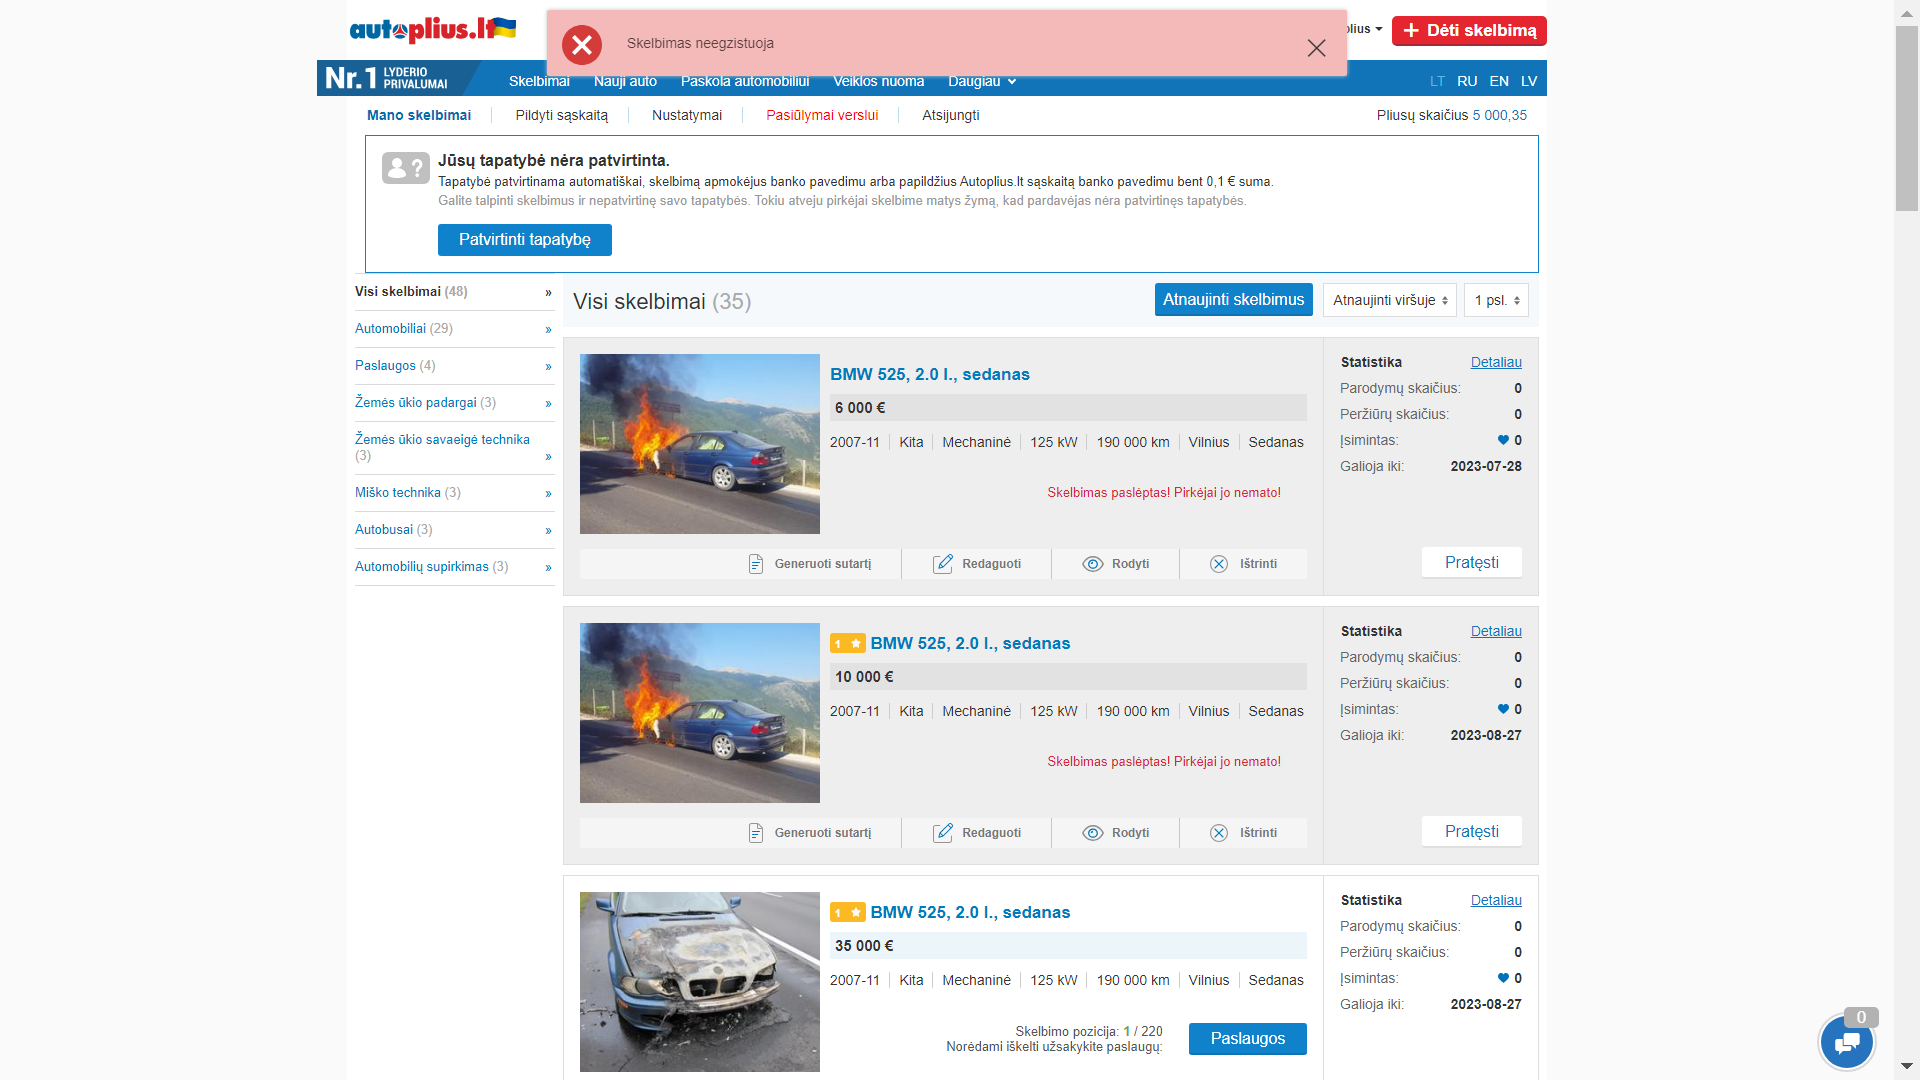 autoplius.lt
Skelbimas neegzistuoja
plius
Dėti skelbimą
Nr.1 LYDERIO PRIVALUMAI
Skelbimai Nauji auto Paskola automobiliui Veiklos nuoma Daugiau
LT RU EN LV
Mano skelbimai Pildyti sąskaitą Nustatymai Pasiūlymai verslui Atsijungti
Pliusų skaičius 5 000,35
Jūsų tapatybė nėra patvirtinta.
Tapatybė patvirtinama automatiškai, skelbimą apmokėjus banko pavedimu arba papildžius Autoplius.lt sąskaitą banko pavedimu bent 0,1 € suma.
Galite talpinti skelbimus ir nepatvirtinę savo tapatybės. Tokiu atveju pirkėjai skelbime matys žymą, kad pardavėjas nėra patvirtinęs tapatybės.
Patvirtinti tapatybę
Visi skelbimai (48) »
Automobiliai (29) »
Paslaugos (4) »
Žemės ūkio padargai (3) »
Žemės ūkio savaeigė technika
(3) »
Miško technika (3) »
Autobusai (3) »
Automobilių supirkimas (3) »
Visi skelbimai (35)
Atnaujinti skelbimus
Atnaujinti viršuje
1 psl.
BMW 525, 2.0 l., sedanas
6 000 €
2007-11 Kita Mechaninė 125 kW 190 000 km Vilnius Sedanas
Skelbimas paslėptas! Pirkėjai jo nemato!
Generuoti sutartį Redaguoti Rodyti Ištrinti
Statistika Detaliau
Parodymų skaičius: 0
Peržiūrų skaičius: 0
Įsimintas: 0
Galioja iki: 2023-07-28
Pratęsti
1 BMW 525, 2.0 l., sedanas
10 000 €
2007-11 Kita Mechaninė 125 kW 190 000 km Vilnius Sedanas
Skelbimas paslėptas! Pirkėjai jo nemato!
Generuoti sutartį Redaguoti Rodyti Ištrinti
Statistika Detaliau
Parodymų skaičius: 0
Peržiūrų skaičius: 0
Įsimintas: 0
Galioja iki: 2023-08-27
Pratęsti
1 BMW 525, 2.0 l., sedanas
35 000 €
2007-11 Kita Mechaninė 125 kW 190 000 km Vilnius Sedanas
Skelbimo pozicija: 1 / 220
Norėdami iškelti užsakykite paslaugų:
Paslaugos
Statistika Detaliau
Parodymų skaičius: 0
Peržiūrų skaičius: 0
Įsimintas: 0
Galioja iki: 2023-08-27
0